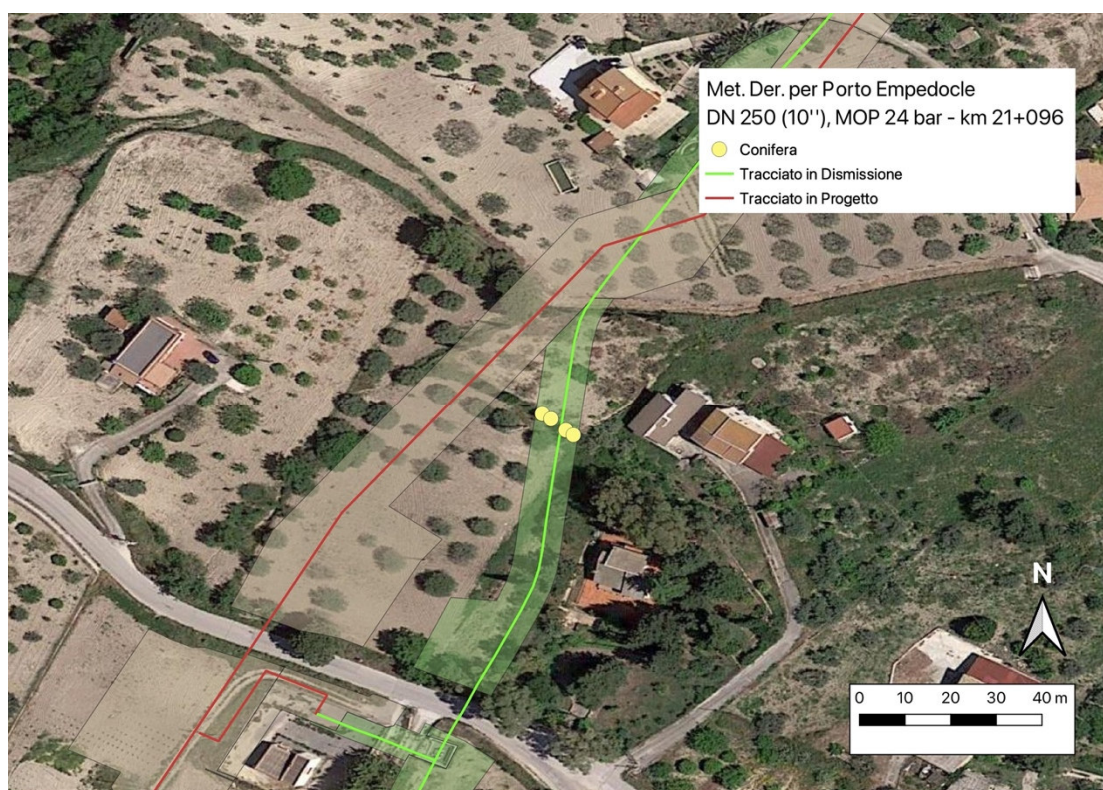 Met. Der. per Porto Empedocle
DN 250 (10''), MOP 24 bar - km 21+096
Conifera
Tracciato in Dismissione
Tracciato in Progetto
N
0 10 20 30 40 m